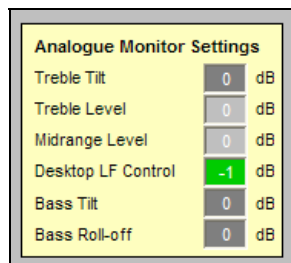 Analogue Monitor Settings
Treble Tilt 0 dB
Treble Level 0 dB
Midrange Level 0 dB
Desktop LF Control -1 dB
Bass Tilt 0 dB
Bass Roll-off 0 dB